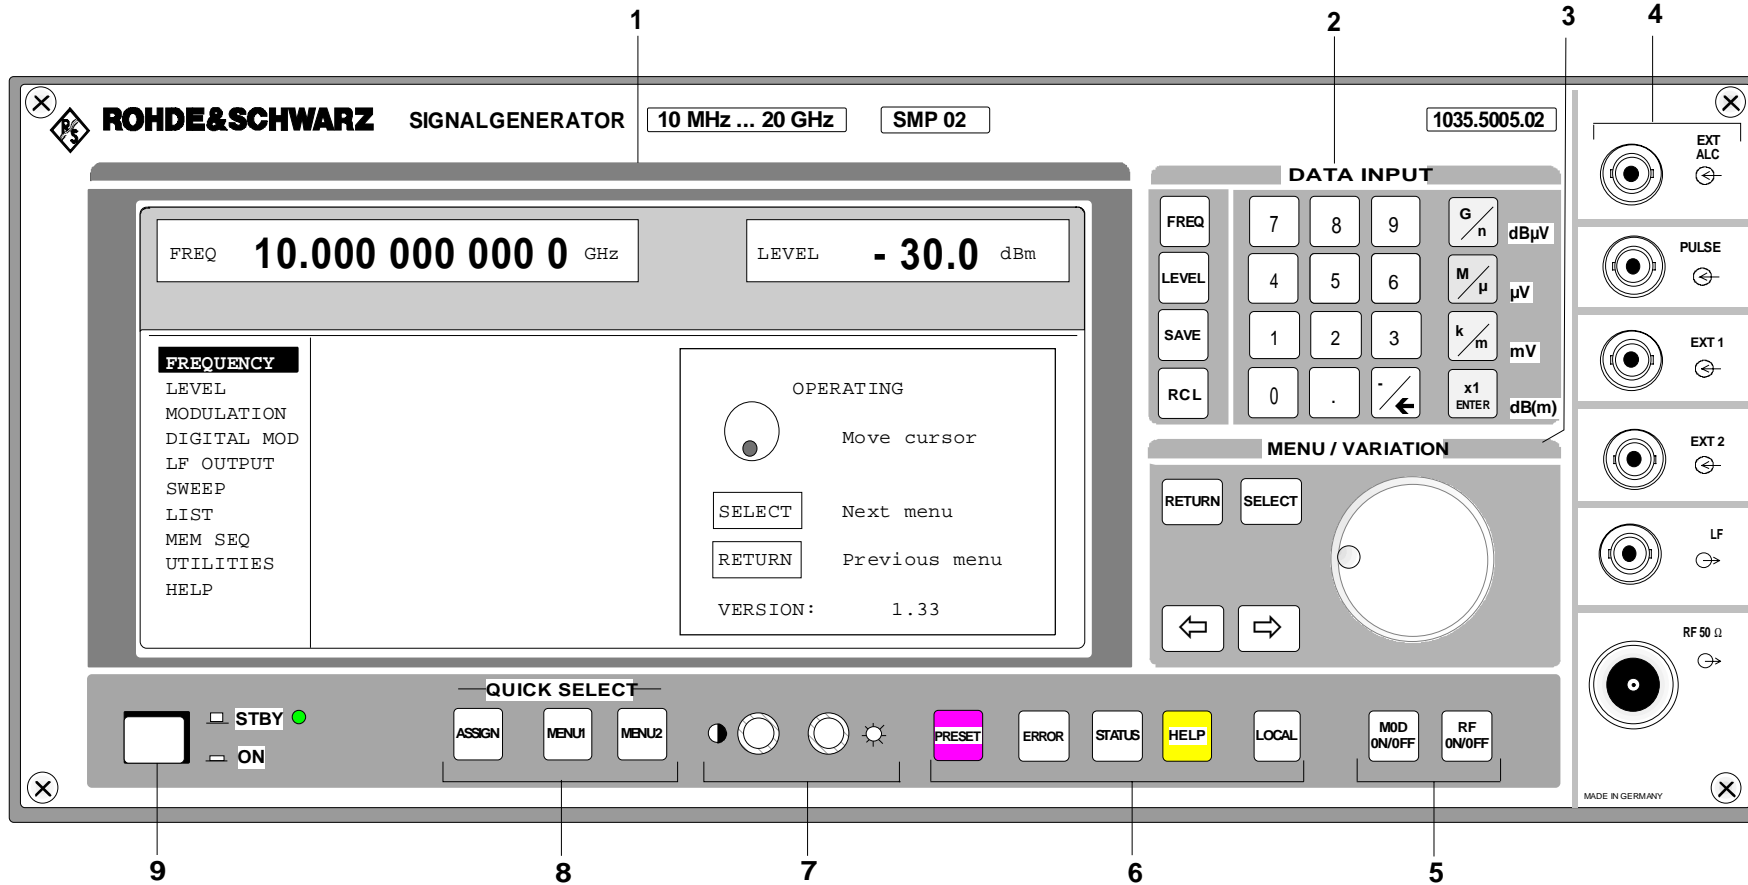 1
2
3
4
ROHDE&SCHWARZ SIGNALGENERATOR 10 MHz ... 20 GHz SMP 02 1035.5005.02
R S
FREQ 10.000 000 000 0 GHz
LEVEL - 30.0 dBm
FREQUENCY
LEVEL
MODULATION
DIGITAL MOD
LF OUTPUT
SWEEP
LIST
MEM SEQ
UTILITIES
HELP
OPERATING
Move cursor
SELECT Next menu
RETURN Previous menu
VERSION: 1.33
DATA INPUT
FREQ 7 8 9 G/n dBµV
LEVEL 4 5 6 M/µ µV
SAVE 1 2 3 k/m mV
RCL 0 . -/← x1 ENTER dB(m)
MENU / VARIATION
RETURN SELECT
EXT
ALC
PULSE
EXT 1
EXT 2
LF
RF 50 Ω
MADE IN GERMANY
STBY
ON
QUICK SELECT
ASSIGN MENU1 MENU2
PRESET ERROR STATUS HELP LOCAL
M0D
0N/0FF
RF
0N/0FF
9
8
7
6
5